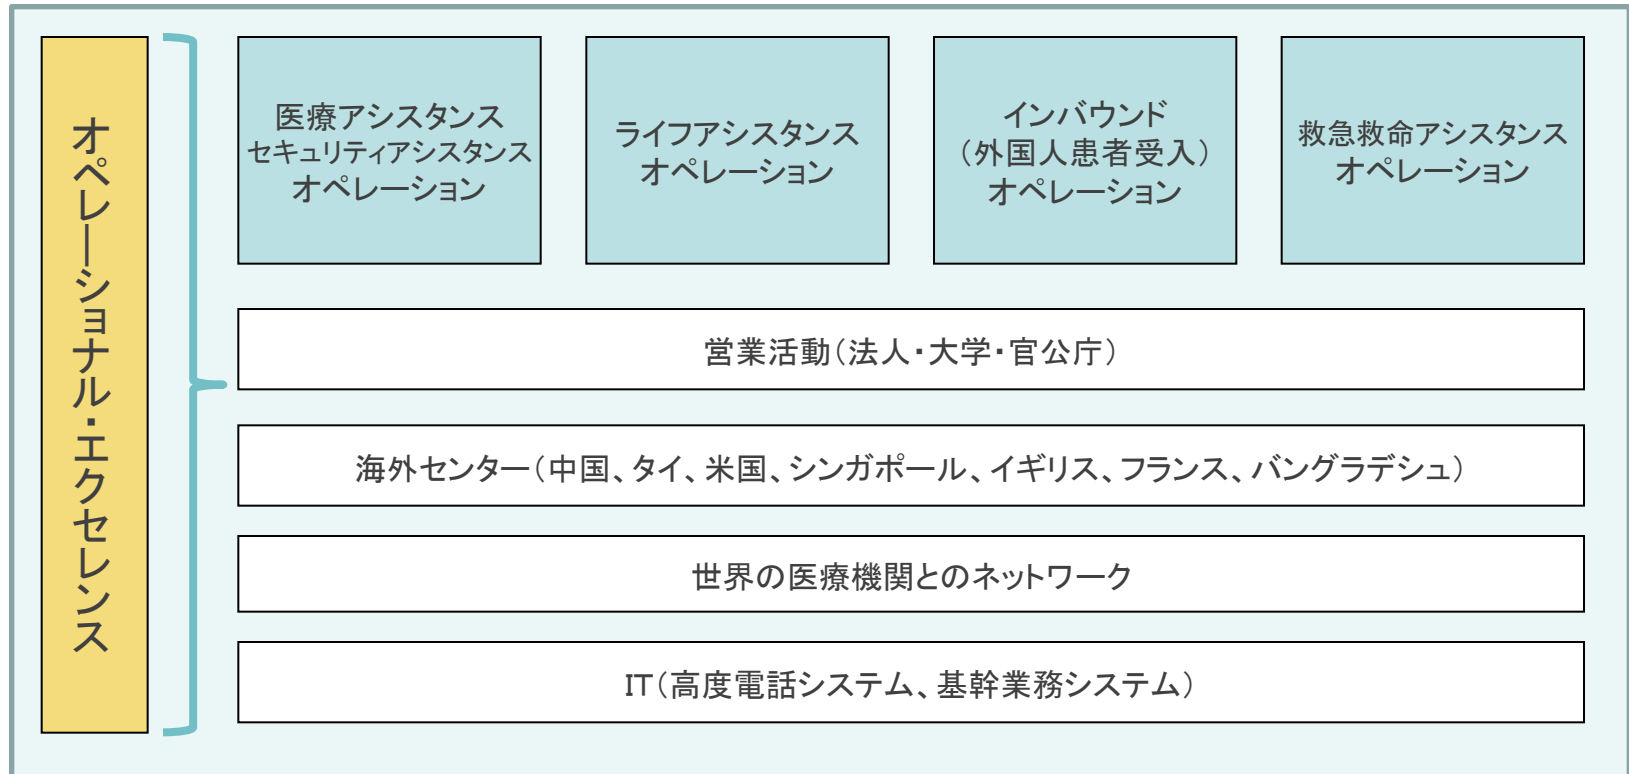 オペレーショナル・エクセレンス
医療アシスタンス
セキュリティアシスタンス
オペレーション
ライフアシスタンス
オペレーション
インバウンド
（外国人患者受入）
オペレーション
救急救命アシスタンス
オペレーション
営業活動（法人・大学・官公庁）
海外センター（中国、タイ、米国、シンガポール、イギリス、フランス、バングラデシュ）
世界の医療機関とのネットワーク
IT（高度電話システム、基幹業務システム）